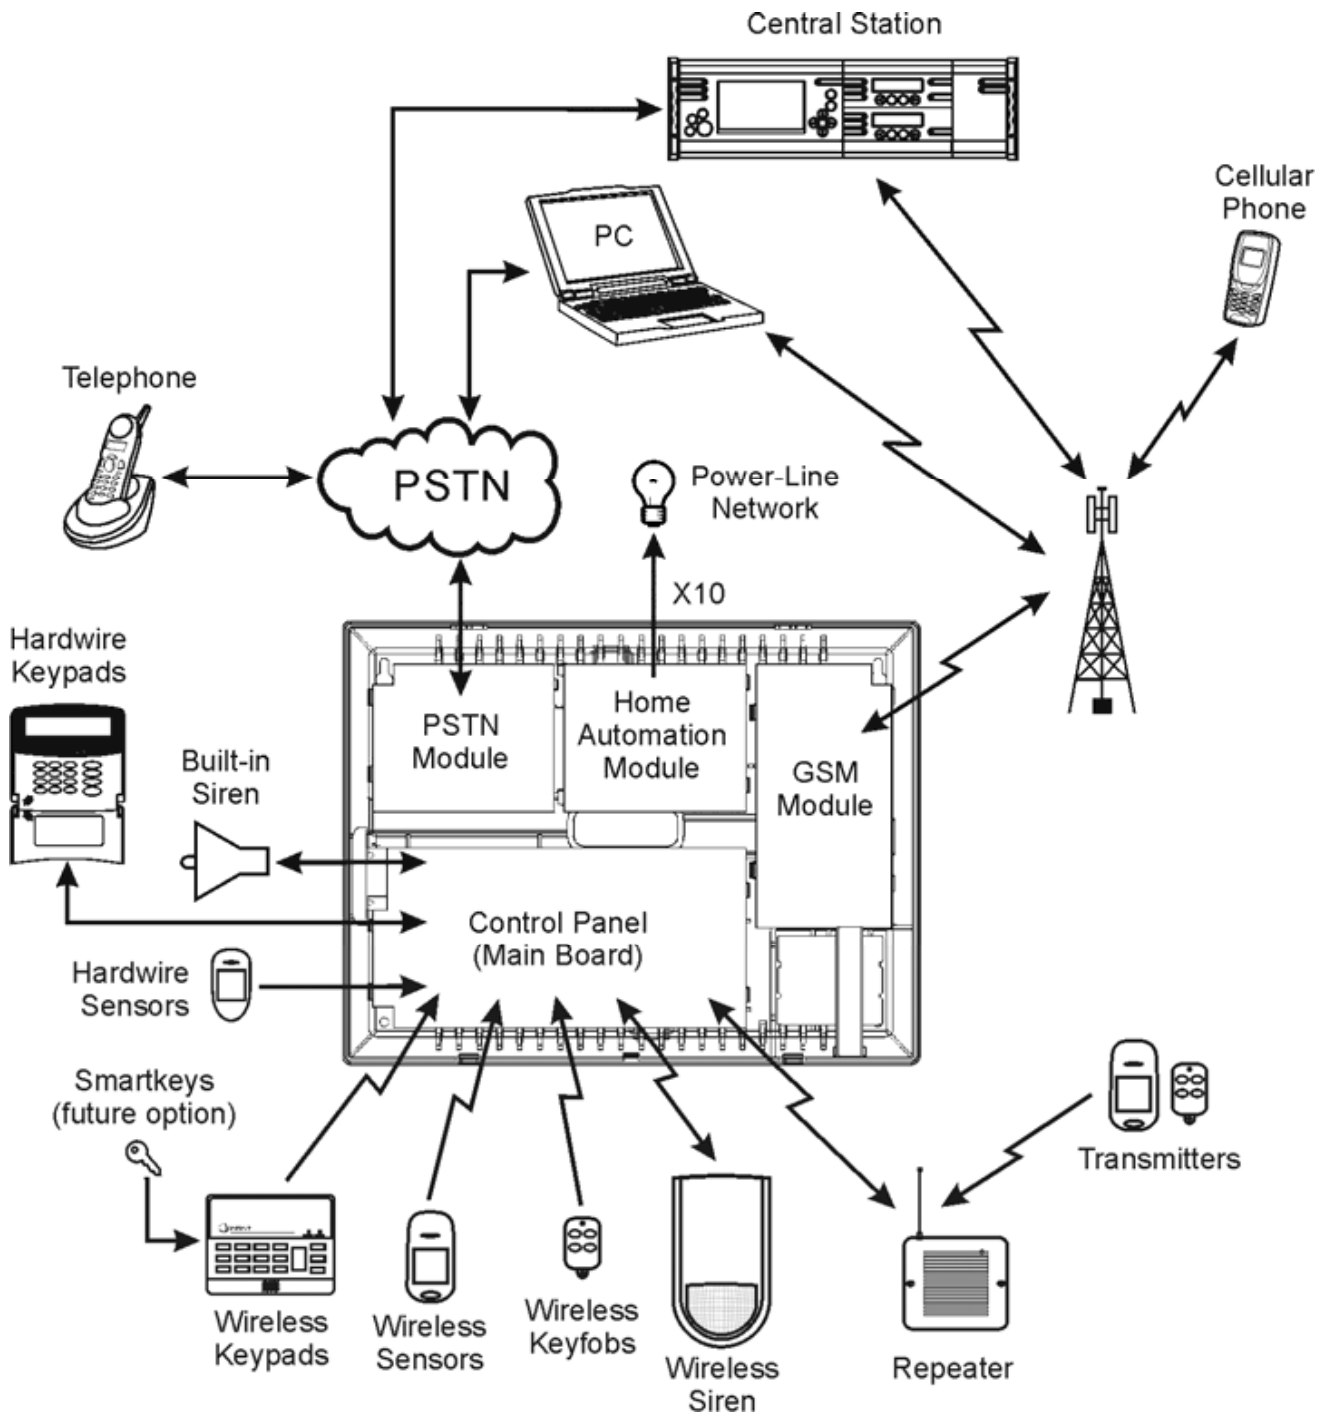 Central Station
Cellular
Phone
PC
Telephone
PSTN
Power-Line
Network
X10
Hardwire
Keypads
PSTN
Module
Home
Automation
Module
GSM
Module
Built-in
Siren
Control Panel
(Main Board)
Hardwire
Sensors
Smartkeys
(future option)
Transmitters
Wireless
Keypads
Wireless
Sensors
Wireless
Keyfobs
Wireless
Siren
Repeater